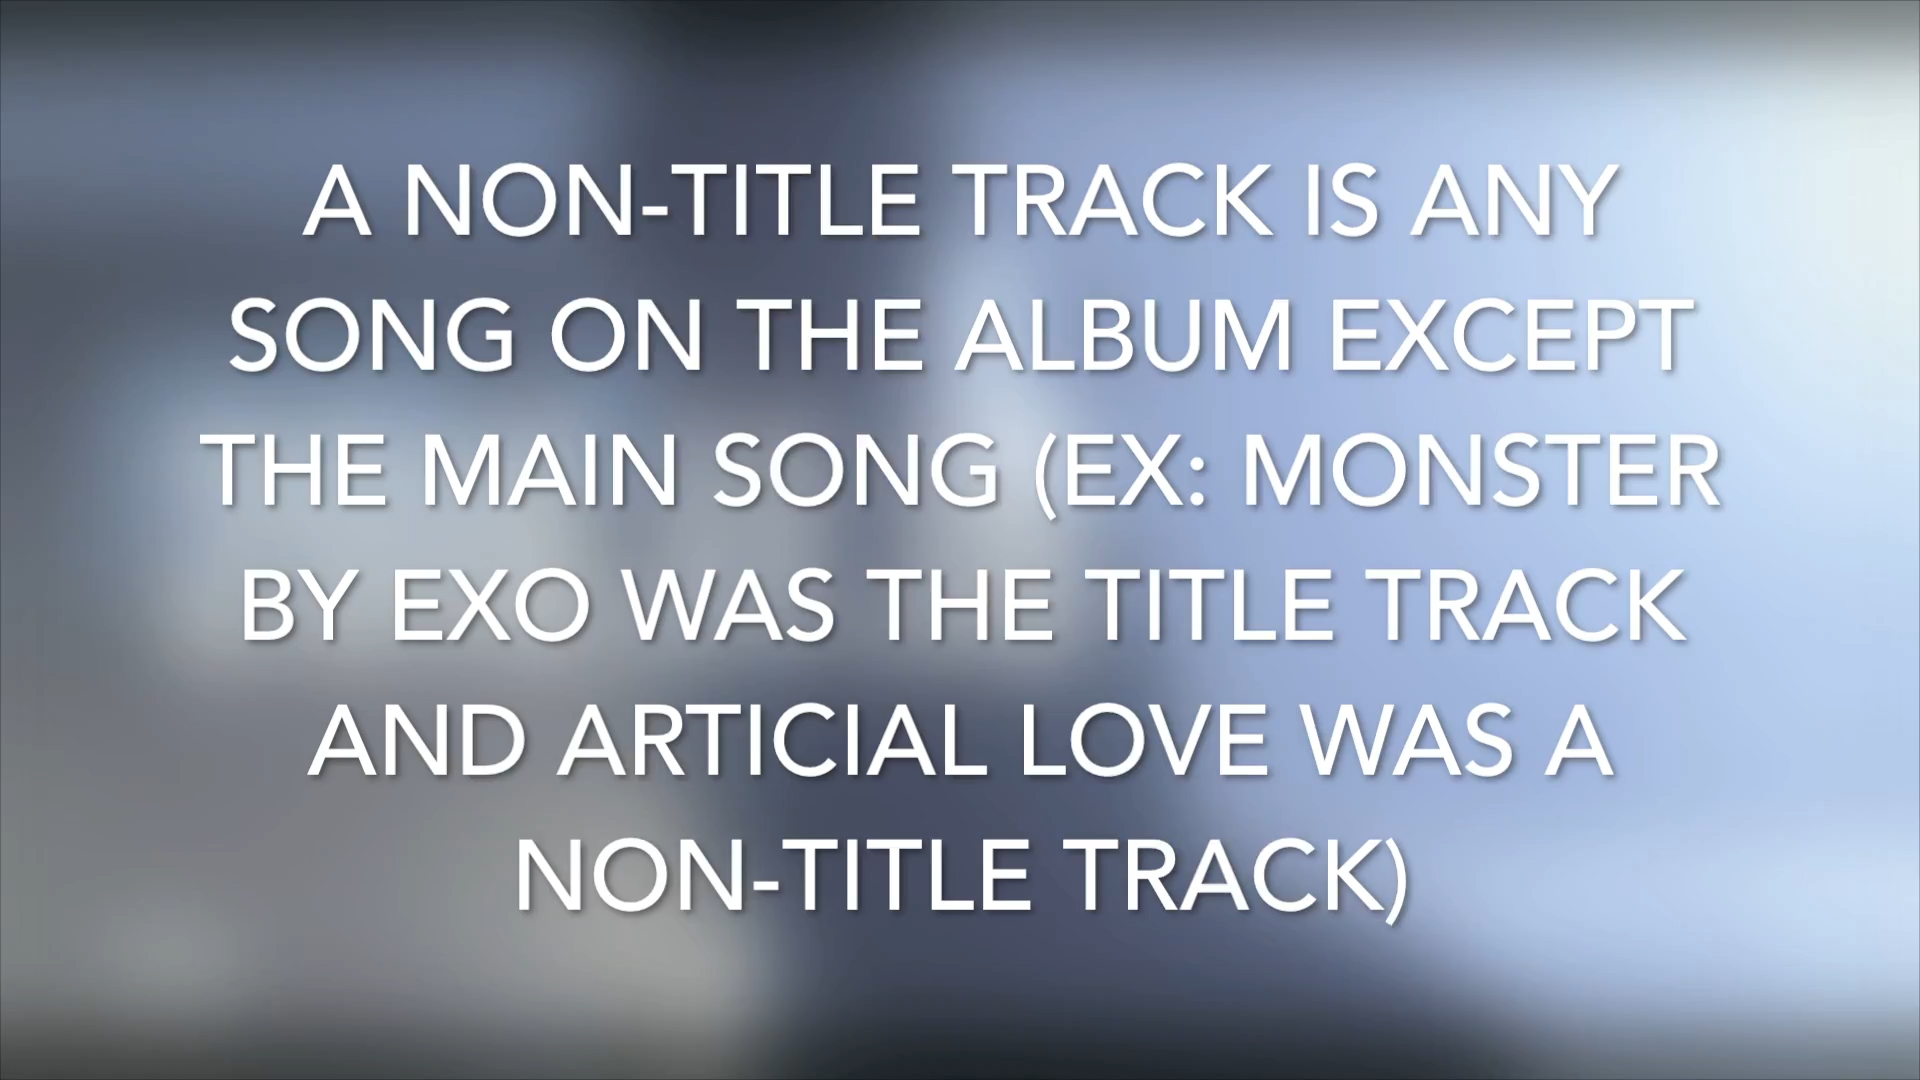 A NON-TITLE TRACK IS ANY
SONG ON THE ALBUM EXCEPT
THE MAIN SONG (EX: MONSTER
BY EXO WAS THE TITLE TRACK
AND ARTICIAL LOVE WAS A
NON-TITLE TRACK)